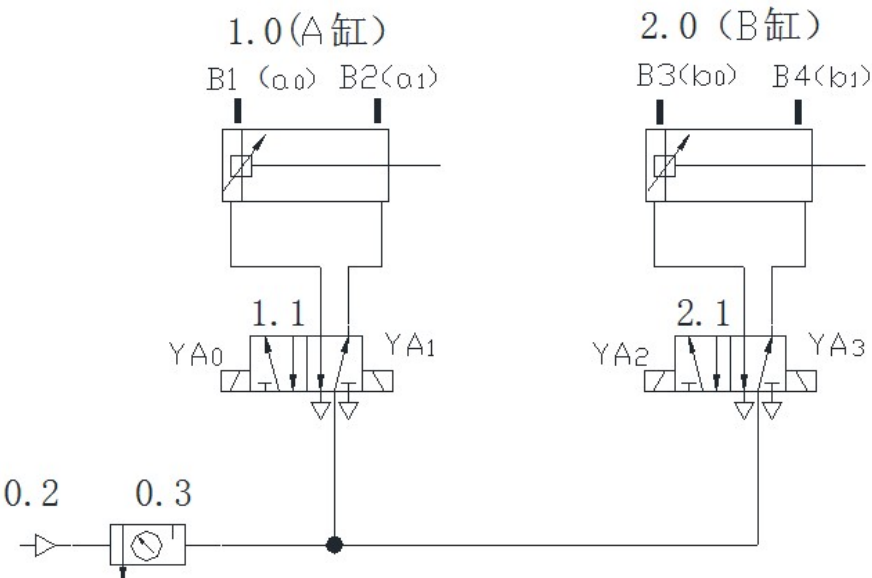 1.0(A缸) 2.0 (B缸)
B1 (a0) B2(a1) B3(b0) B4(b1)
1.1 2.1
YA0 YA1 YA2 YA3
0.2 0.3